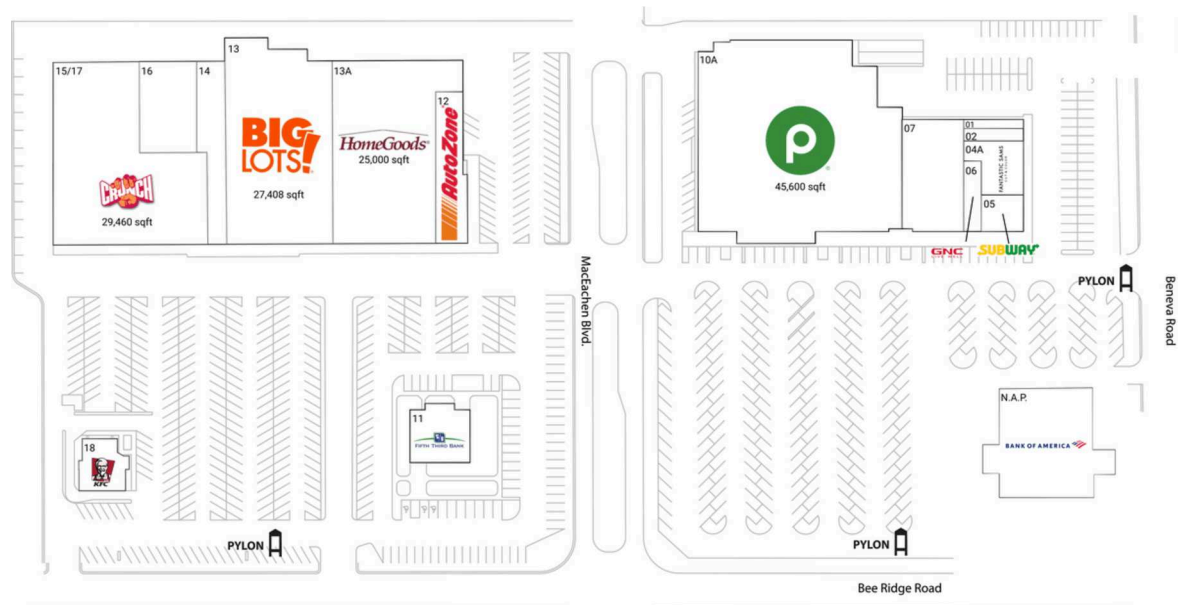 15/17
16
14
13
13A
12
CRUNCH
29,460 sqft
BIG
LOTS!
27,408 sqft
HomeGoods
25,000 sqft
AutoZone
10A
P
45,600 sqft
07
01
02
04A
06
FANTASTIC SAMS
05
GNC
SUBWAY
MacEachen Blvd.
PYLON
Beneva Road
11
FIFTH THIRD BANK
18
KFC
N.A.P.
BANK OF AMERICA
PYLON
PYLON
Bee Ridge Road